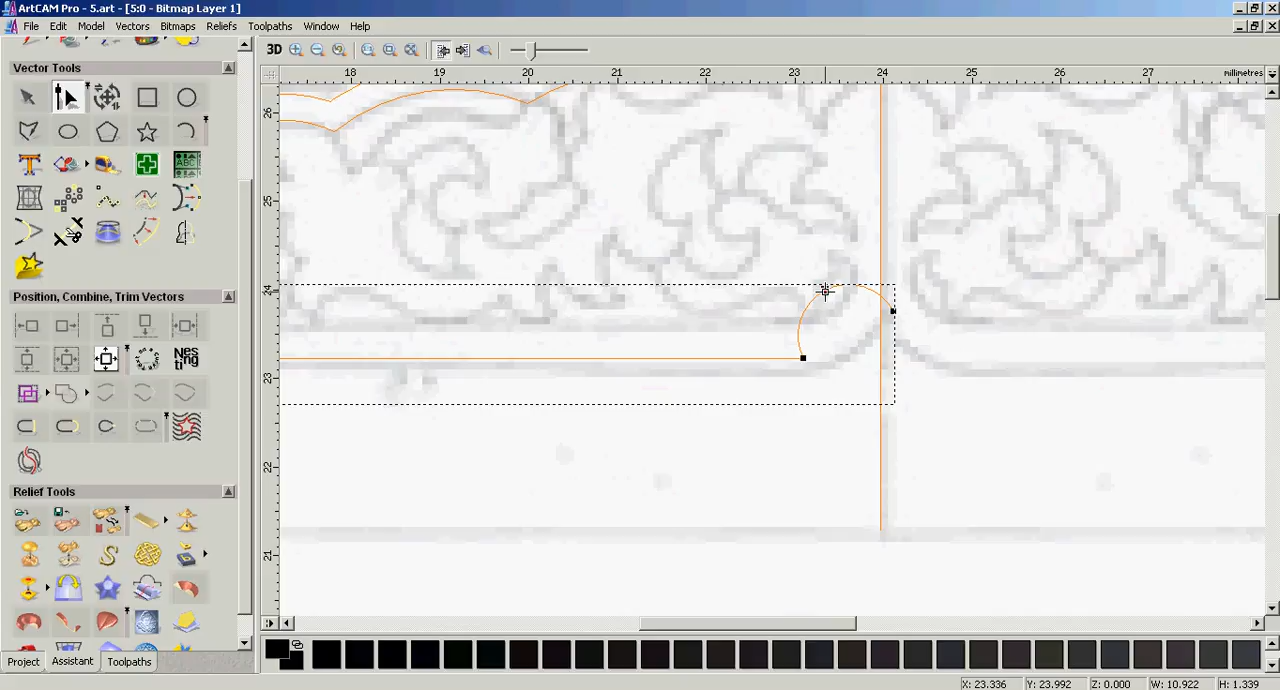 ArtCAM Pro - 5.art - [5:0 - Bitmap Layer 1]
File Edit Model Vectors Bitmaps Reliefs Toolpaths Window Help
3D
Vector Tools
18 19 20 21 22 23 24 25 26 27 millimetres
26
25
24
23
22
21
T
ABC
Position, Combine, Trim Vectors
Nes
ting
Relief Tools
Project Assistant Toolpaths
X: 23.336 Y: 23.992 Z: 0.000 W: 10.922 H: 1.339